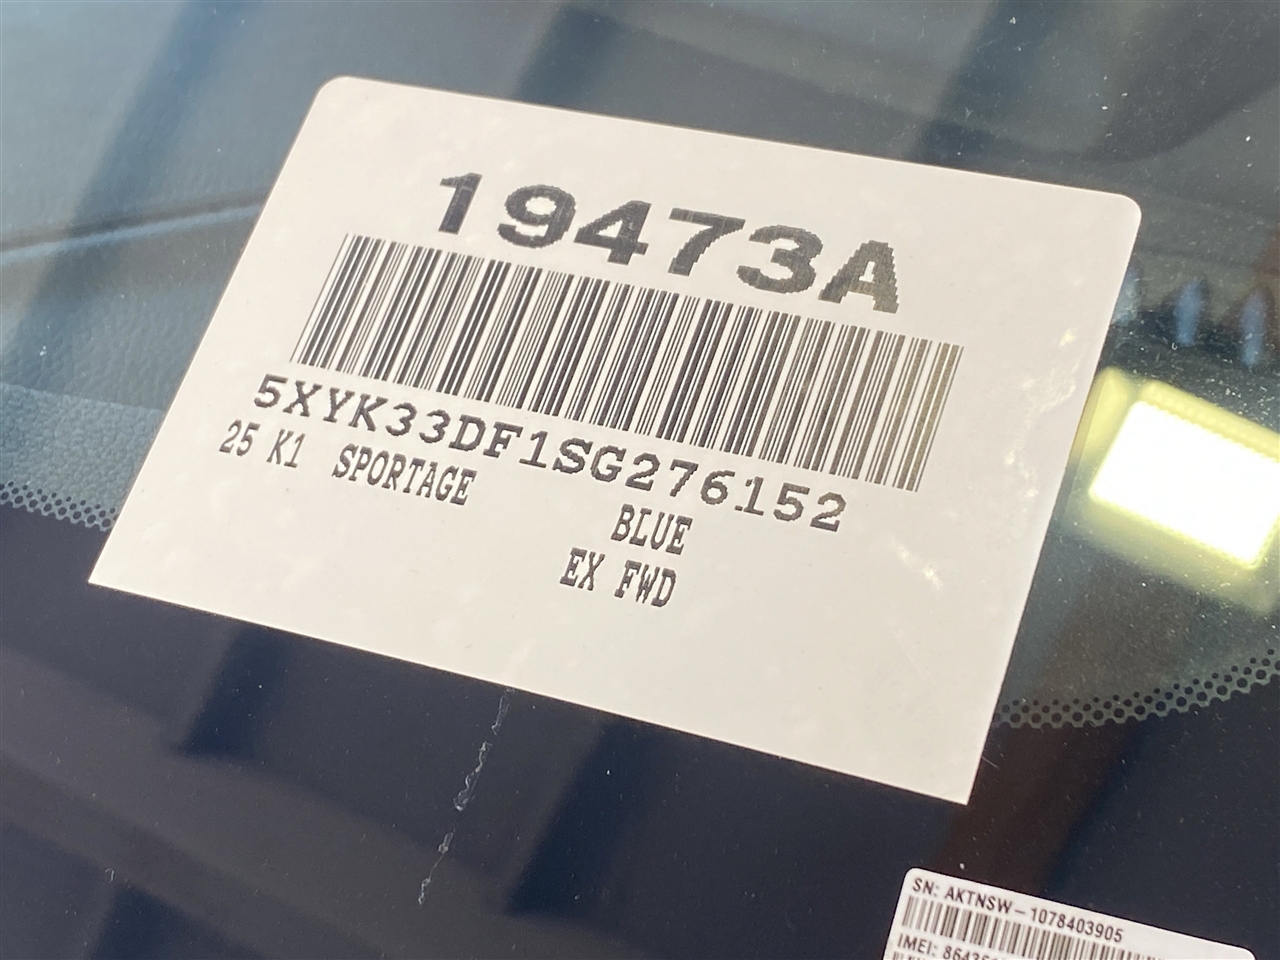 19473A
5XYK33DF1SG276152
25 K1 SPORTAGE
BLUE
EX FWD
SN: AKTNSW-1078403905
IMEI: